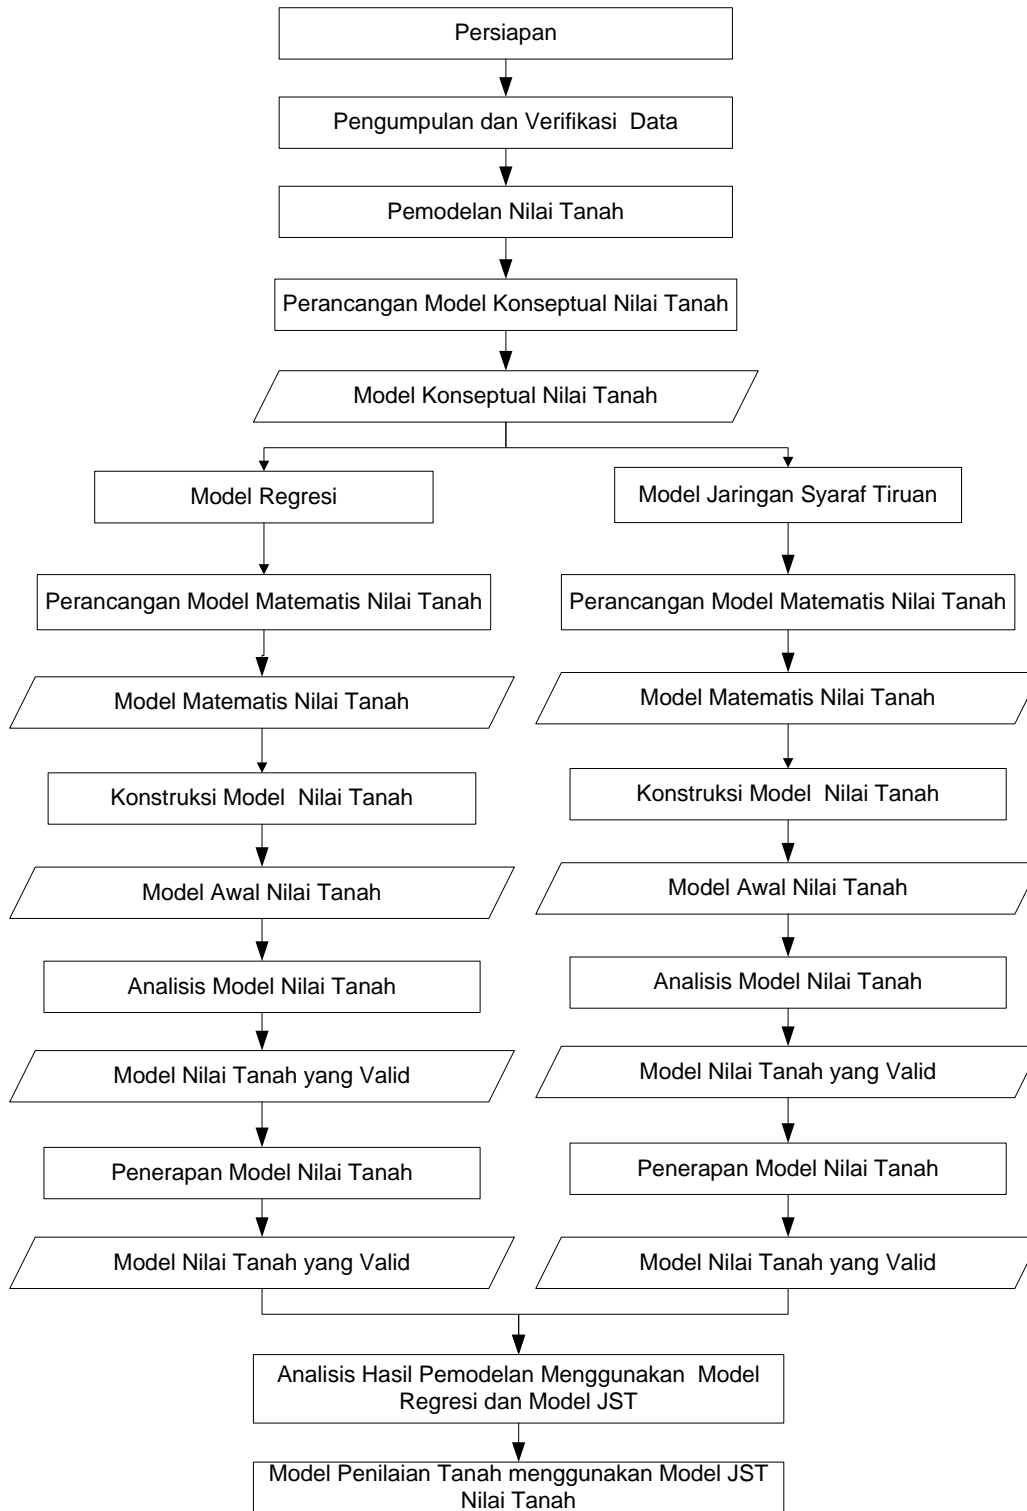 Persiapan
Pengumpulan dan Verifikasi Data
Pemodelan Nilai Tanah
Perancangan Model Konseptual Nilai Tanah
Model Konseptual Nilai Tanah
Model Regresi
Model Jaringan Syaraf Tiruan
Perancangan Model Matematis Nilai Tanah
Perancangan Model Matematis Nilai Tanah
Model Matematis Nilai Tanah
Model Matematis Nilai Tanah
Konstruksi Model Nilai Tanah
Konstruksi Model Nilai Tanah
Model Awal Nilai Tanah
Model Awal Nilai Tanah
Analisis Model Nilai Tanah
Analisis Model Nilai Tanah
Model Nilai Tanah yang Valid
Model Nilai Tanah yang Valid
Penerapan Model Nilai Tanah
Penerapan Model Nilai Tanah
Model Nilai Tanah yang Valid
Model Nilai Tanah yang Valid
Analisis Hasil Pemodelan Menggunakan Model
Regresi dan Model JST
Model Penilaian Tanah menggunakan Model JST
Nilai Tanah